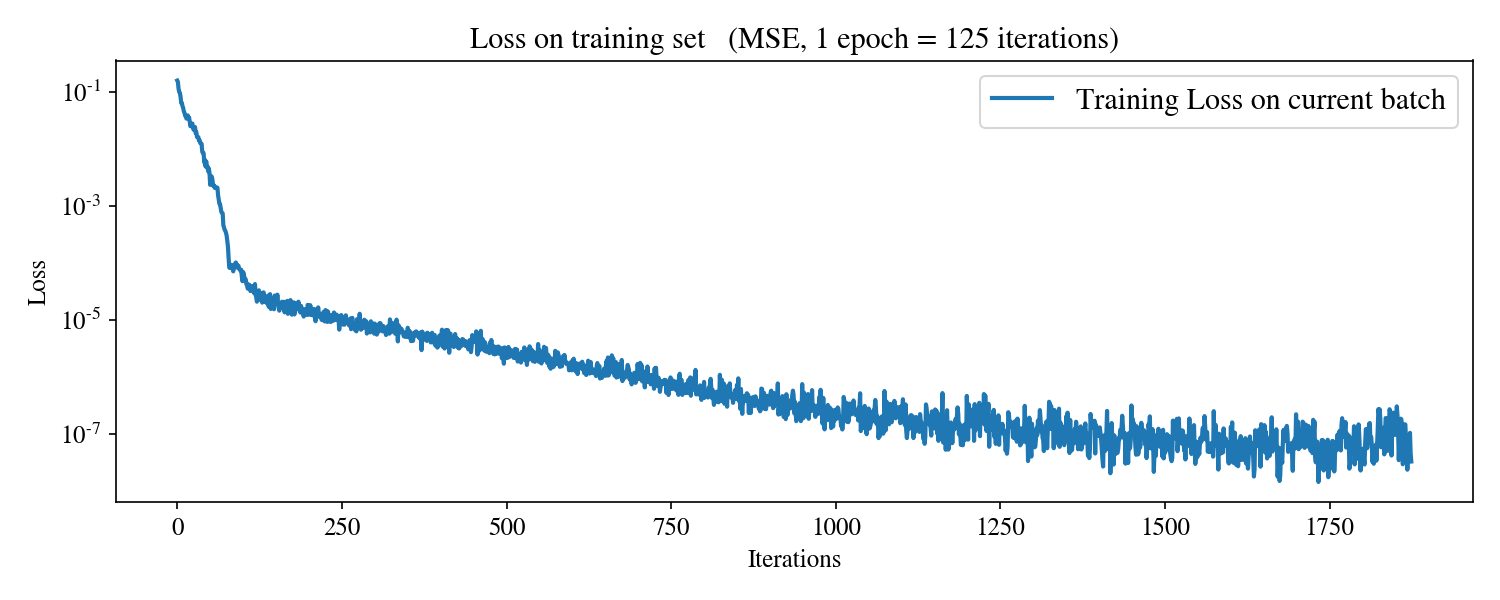 Loss on training set (MSE, 1 epoch = 125 iterations)
Training Loss on current batch
Loss
10⁻¹
10⁻³
10⁻⁵
10⁻⁷
0 250 500 750 1000 1250 1500 1750
Iterations